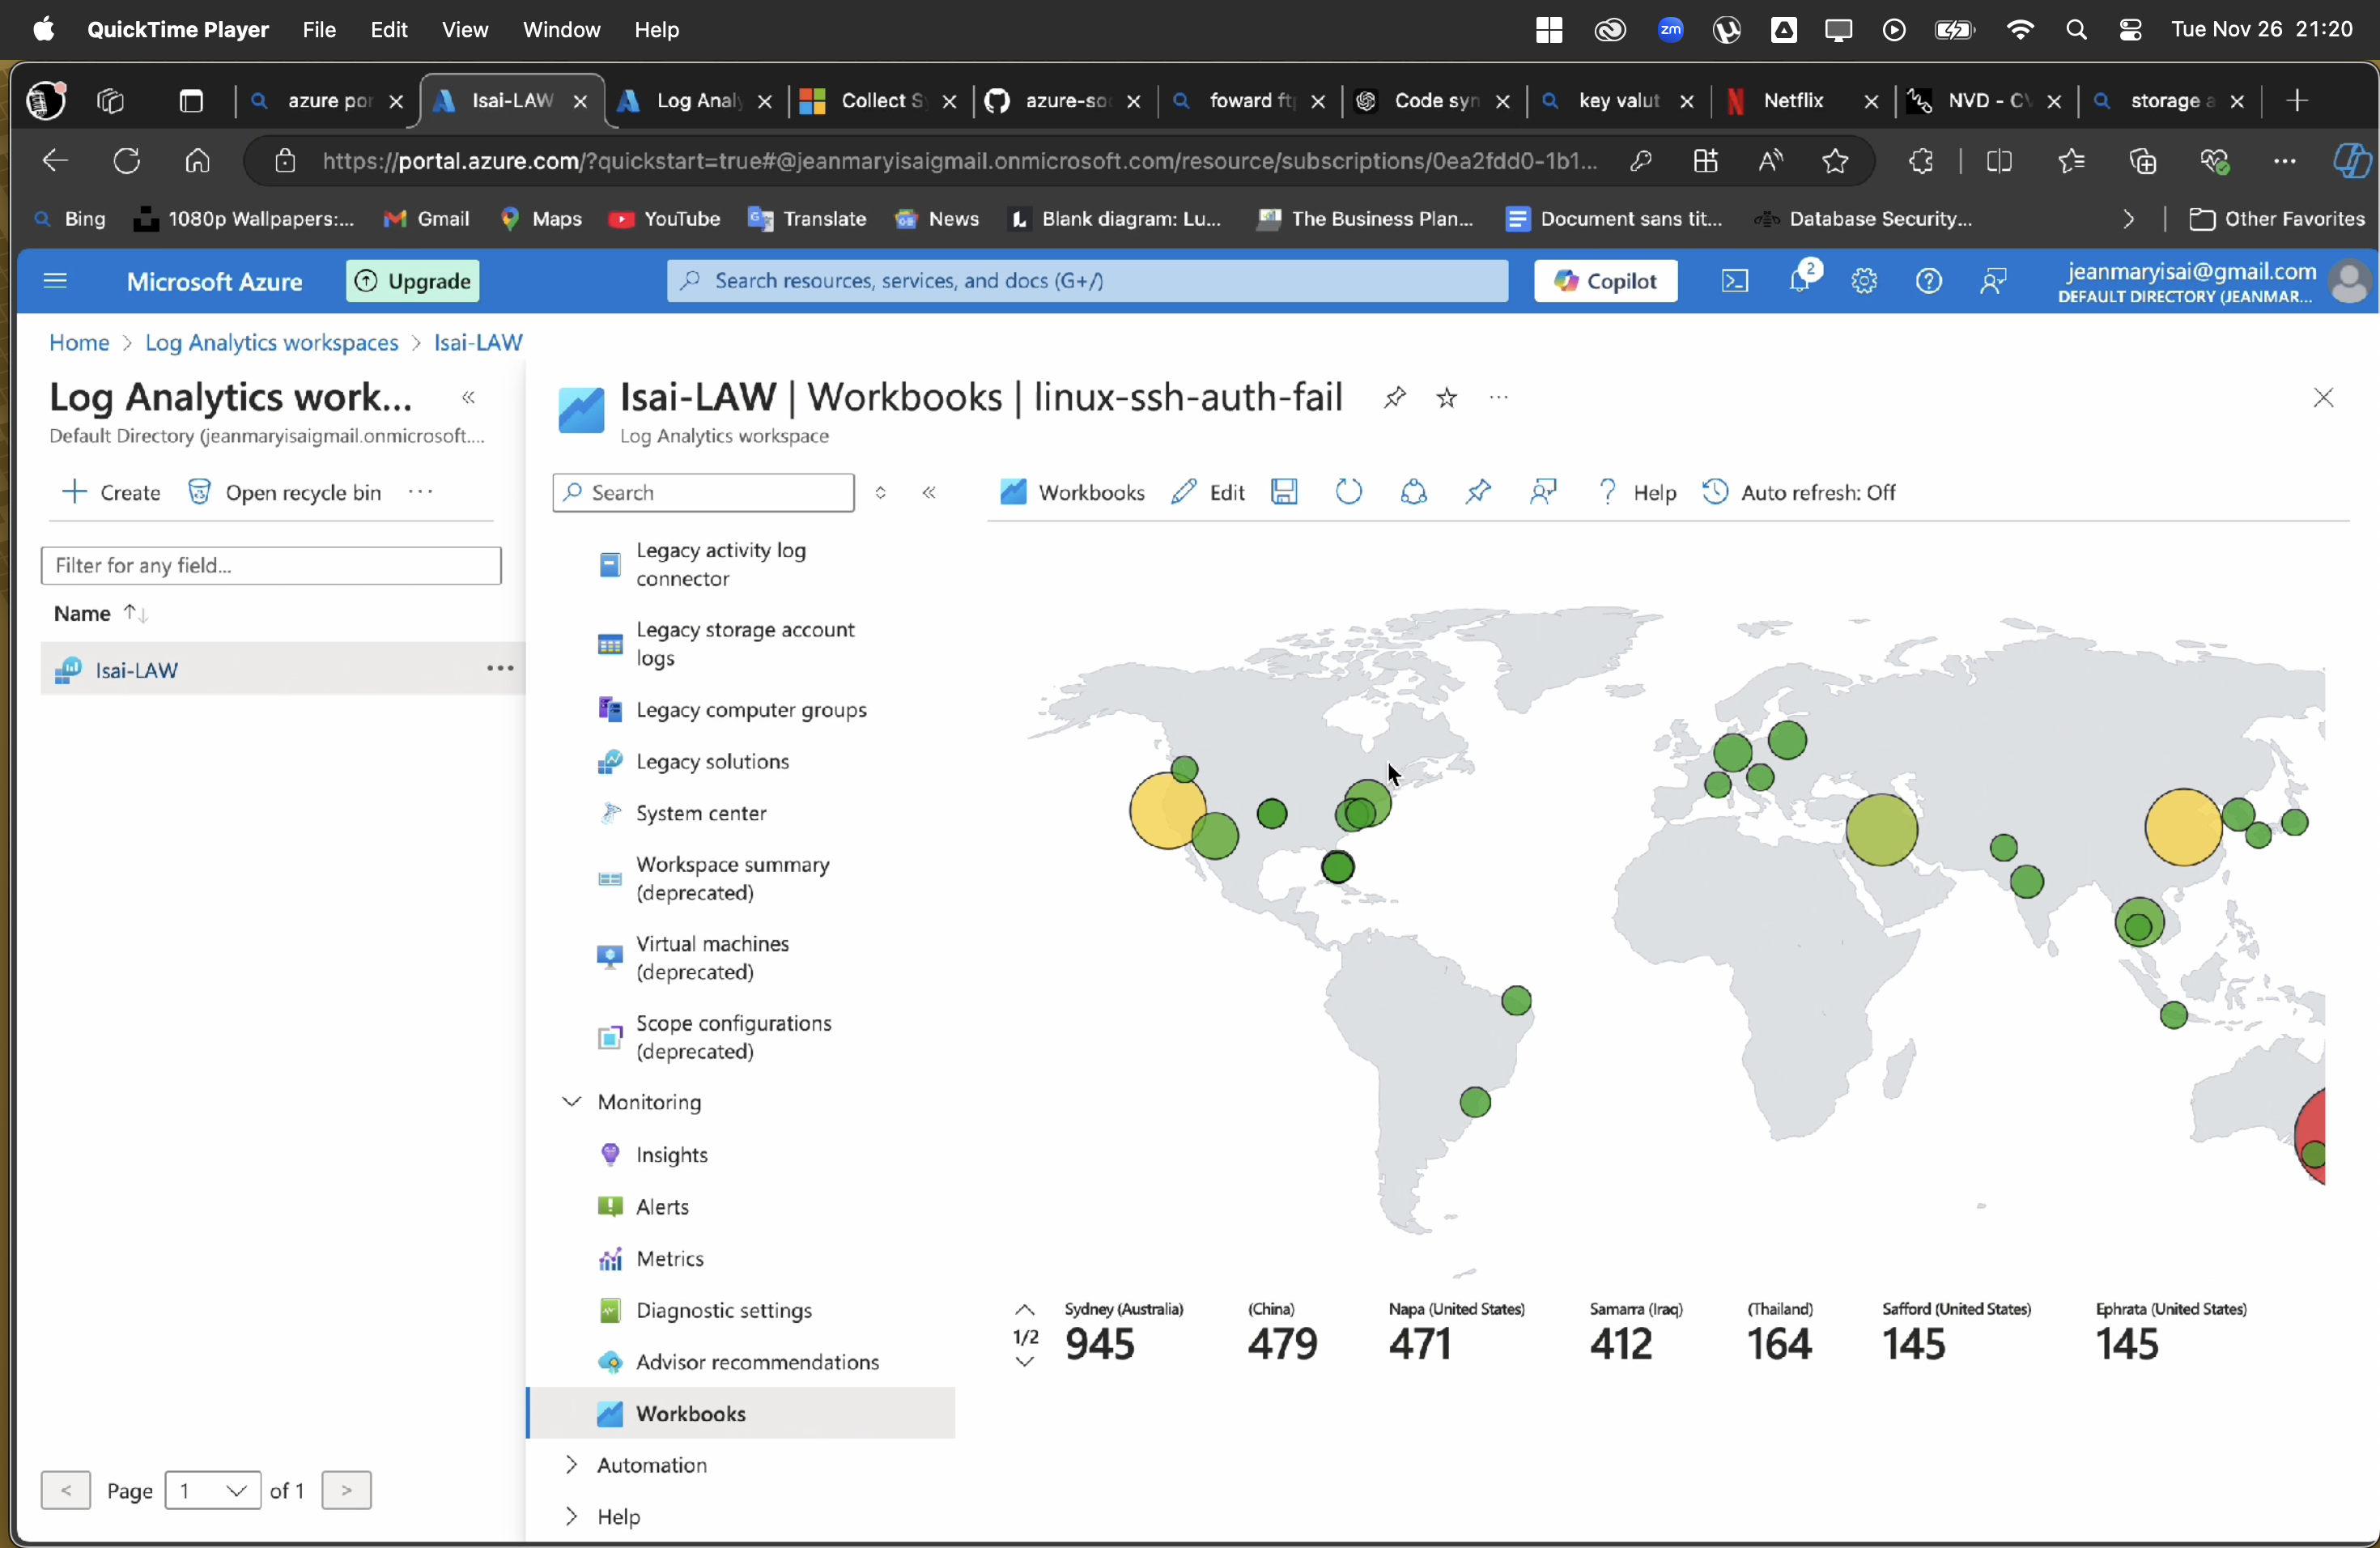 QuickTime Player File Edit View Window Help zm Tue Nov 26 21:20
azure por Isai-LAW Log Analy Collect S azure-so foward ft Code syn key valut Netflix NVD - CV storage a
https://portal.azure.com/?quickstart=true#@jeanmaryisaigmail.onmicrosoft.com/resource/subscriptions/0ea2fdd0-1b1...
Bing 1080p Wallpapers:... Gmail Maps YouTube Translate News Blank diagram: Lu... The Business Plan... Document sans tit... Database Security... Other Favorites
Microsoft Azure Upgrade Search resources, services, and docs (G+/) Copilot 2 jeanmaryisai@gmail.com
DEFAULT DIRECTORY (JEANMAR...
Home > Log Analytics workspaces > Isai-LAW
Log Analytics work... «
Default Directory (jeanmaryisaigmail.onmicrosoft....
+ Create Open recycle bin ...
Filter for any field...
Name ↑↓
Isai-LAW ...
< Page 1 of 1 >
Isai-LAW | Workbooks | linux-ssh-auth-fail ...
Log Analytics workspace
Search «
Legacy activity log
connector
Legacy storage account
logs
Legacy computer groups
Legacy solutions
System center
Workspace summary
(deprecated)
Virtual machines
(deprecated)
Scope configurations
(deprecated)
Monitoring
Insights
Alerts
Metrics
Diagnostic settings
Advisor recommendations
Workbooks
Automation
Help
Workbooks Edit ? Help Auto refresh: Off
1/2
Sydney (Australia) (China) Napa (United States) Samarra (Iraq) (Thailand) Safford (United States) Ephrata (United States)
945 479 471 412 164 145 145